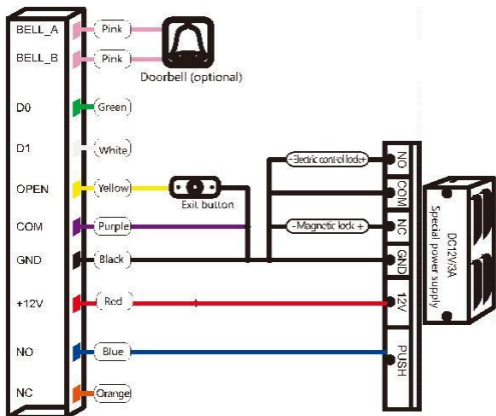 BELL_A
Pink
BELL_B
Pink
Doorbell (optional)
D0
Green
D1
White
OPEN
Yellow
Exit button
COM
Purple
GND
Black
+12V
Red
NO
Blue
NC
Orange
-Electric control lock+
-Magnetic lock +
NO
COM
NC
GND
12V
PUSH
DC12V/3A
Special power supply